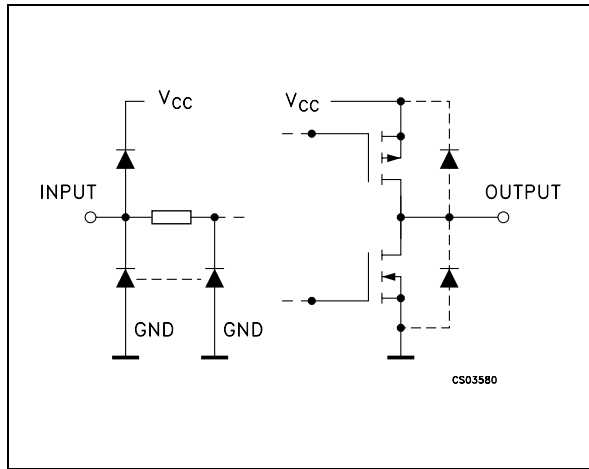 VCC
VCC
INPUT
OUTPUT
GND
GND
CS03580